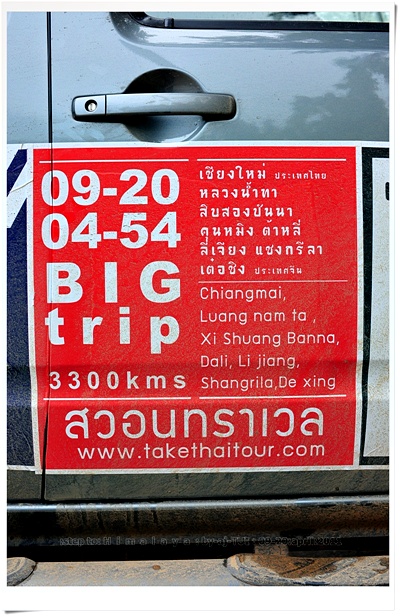 09-20
04-54
BIG
trip
3300kms
เชียงใหม่ ประเทศไทย
หลวงน้ำทา
สิบสองปันนา
คุนหมิง ต้าหลี่
ลี่เจียง แชงกรีลา
เต๋อชิง ประเทศจีน
Chiangmai,
Luang nam ta ,
Xi Shuang Banna,
Dali, Li jiang,
Shangrila,De xing
สวอนทราเวล
www.takethaitour.com
step to: H i m a l a y a s